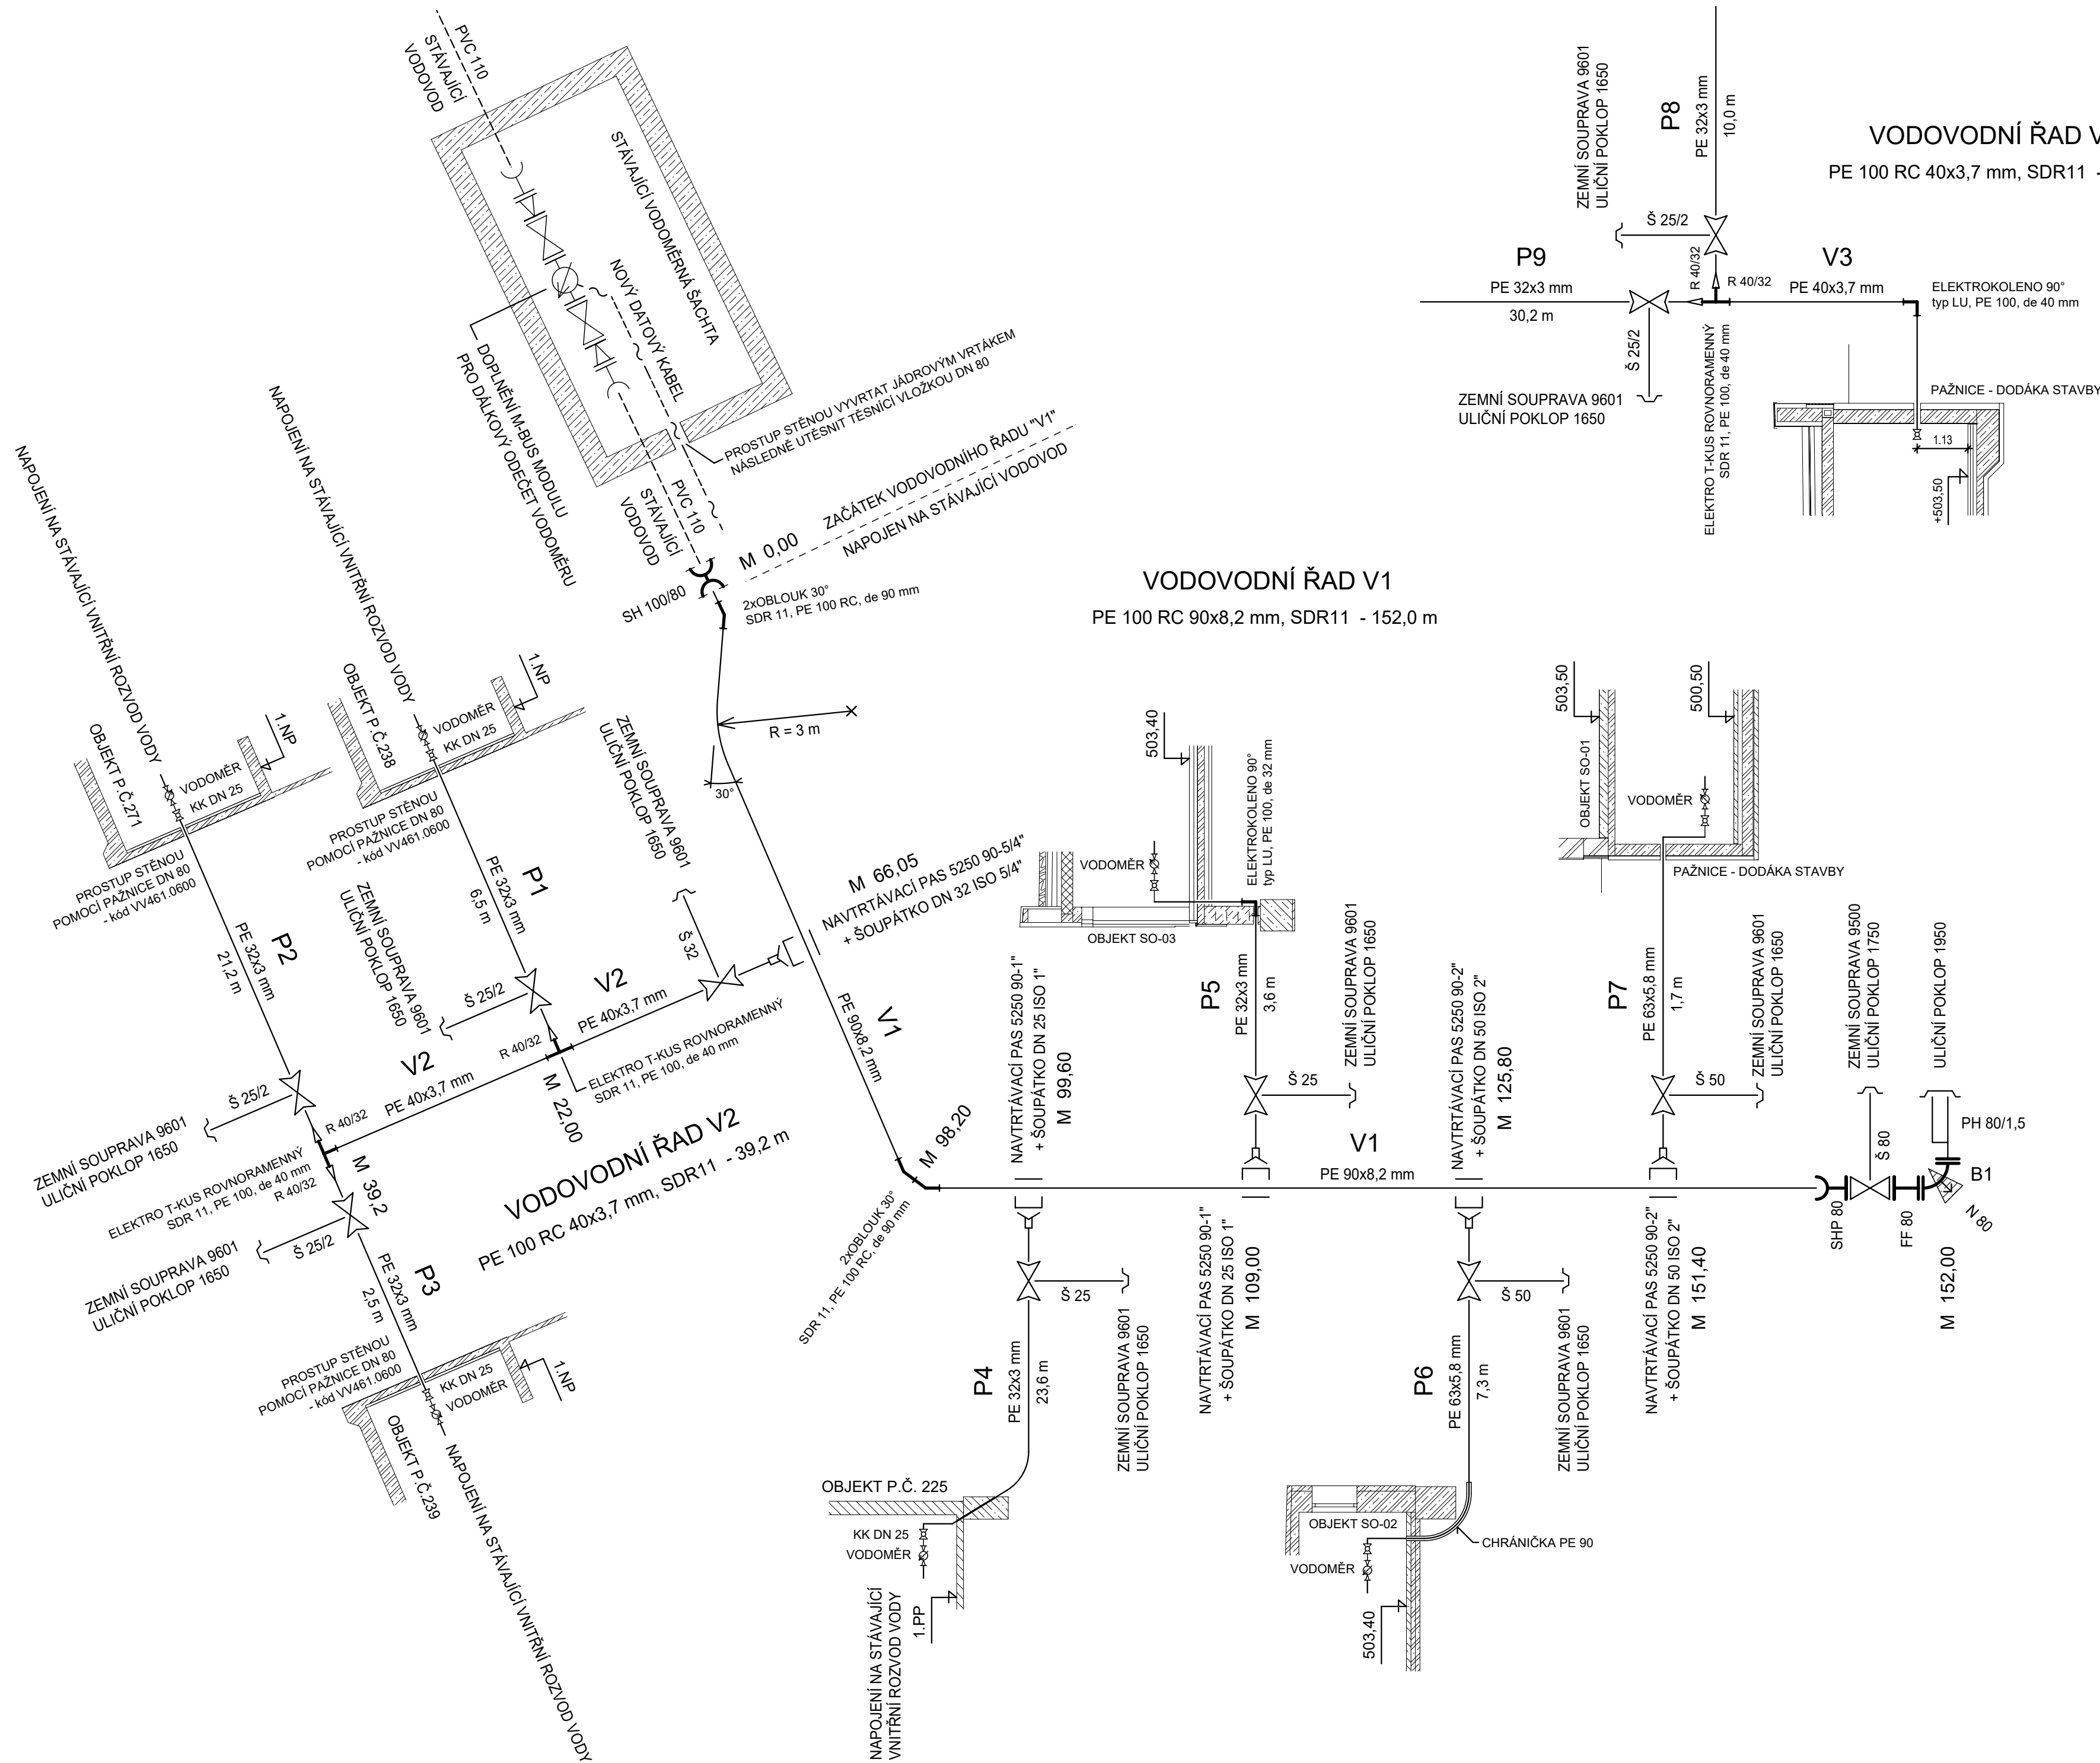 PVC 110
STÁVAJÍCÍ
VODOVOD
STÁVAJÍCÍ VODOMĚRNÁ ŠACHTA
NOVÝ DATOVÝ KABEL
DOPLNĚNÍ M-BUS MODULU
PRO DÁLKOVÝ ODEČET VODOMĚRU
PROSTUP STĚNOU VYVRTAT JÁDROVÝM VRTÁKEM
NÁSLEDNĚ UTĚSNIT TĚSNÍCÍ VLOŽKOU DN 80
PVC 110
STÁVAJÍCÍ
VODOVOD
M 0,00
ZAČÁTEK VODOVODNÍHO ŘADU "V1"
NAPOJEN NA STÁVAJÍCÍ VODOVOD
SH 100/80
2xOBLOUK 30°
SDR 11, PE 100 RC, de 90 mm
R = 3 m
30°
VODOVODNÍ ŘAD V
PE 100 RC 40x3,7 mm, SDR11 -
ZEMNÍ SOUPRAVA 9601
ULIČNÍ POKLOP 1650
P8
PE 32x3 mm
10,0 m
Š 25/2
P9
PE 32x3 mm
30,2 m
R 40/32
R 40/32
V3
PE 40x3,7 mm
ELEKTROKOLENO 90°
typ LU, PE 100, de 40 mm
Š 25/2
ZEMNÍ SOUPRAVA 9601
ULIČNÍ POKLOP 1650
ELEKTRO T-KUS ROVNORAMENNÝ
SDR 11, PE 100, de 40 mm
PAŽNICE - DODÁKA STAVBY
1.13
+503,50
VODOVODNÍ ŘAD V1
PE 100 RC 90x8,2 mm, SDR11 - 152,0 m
NAPOJENÍ NA STÁVAJÍCÍ VNITŘNÍ ROZVOD VODY
OBJEKT P.Č.271
VODOMĚR
KK DN 25
1.NP
PROSTUP STĚNOU
POMOCÍ PAŽNICE DN 80
- kód VV461.0600
P2
PE 32x3 mm
21,2 m
NAPOJENÍ NA STÁVAJÍCÍ VNITŘNÍ ROZVOD VODY
OBJEKT P.Č.238
VODOMĚR
KK DN 25
1.NP
PROSTUP STĚNOU
POMOCÍ PAŽNICE DN 80
- kód VV461.0600
P1
PE 32x3 mm
6,5 m
ZEMNÍ SOUPRAVA 9601
ULIČNÍ POKLOP 1650
Š 25/2
ZEMNÍ SOUPRAVA 9601
ULIČNÍ POKLOP 1650
Š 32
M 66,05
NAVTRTÁVACÍ PAS 5250 90-5/4"
+ ŠOUPÁTKO DN 32 ISO 5/4"
V2
PE 40x3,7 mm
R 40/32
ELEKTRO T-KUS ROVNORAMENNÝ
SDR 11, PE 100, de 40 mm
M 22,00
V2
PE 40x3,7 mm
Š 25/2
R 40/32
ZEMNÍ SOUPRAVA 9601
ULIČNÍ POKLOP 1650
ELEKTRO T-KUS ROVNORAMENNÝ
SDR 11, PE 100, de 40 mm
R 40/32
M 39,2
Š 25/2
ZEMNÍ SOUPRAVA 9601
ULIČNÍ POKLOP 1650
VODOVODNÍ ŘAD V2
PE 100 RC 40x3,7 mm, SDR11 - 39,2 m
P3
PE 32x3 mm
2,5 m
PROSTUP STĚNOU
POMOCÍ PAŽNICE DN 80
- kód VV461.0600
KK DN 25
VODOMĚR
1.NP
OBJEKT P.Č.239
NAPOJENÍ NA STÁVAJÍCÍ VNITŘNÍ ROZVOD VODY
V1
PE 90x8,2 mm
M 98,20
2xOBLOUK 30°
SDR 11, PE 100 RC, de 90 mm
NAVTRTÁVACÍ PAS 5250 90-1"
+ ŠOUPÁTKO DN 25 ISO 1"
M 99,60
Š 25
ZEMNÍ SOUPRAVA 9601
ULIČNÍ POKLOP 1650
P4
PE 32x3 mm
23,6 m
OBJEKT P.Č. 225
KK DN 25
VODOMĚR
1.PP
NAPOJENÍ NA STÁVAJÍCÍ
VNITŘNÍ ROZVOD VODY
503,40
ELEKTROKOLENO 90°
typ LU, PE 100, de 32 mm
VODOMĚR
OBJEKT SO-03
P5
PE 32x3 mm
3,6 m
Š 25
ZEMNÍ SOUPRAVA 9601
ULIČNÍ POKLOP 1650
NAVTRTÁVACÍ PAS 5250 90-1"
+ ŠOUPÁTKO DN 25 ISO 1"
M 109,00
V1
PE 90x8,2 mm
NAVTRTÁVACÍ PAS 5250 90-2"
+ ŠOUPÁTKO DN 50 ISO 2"
M 125,80
Š 50
ZEMNÍ SOUPRAVA 9601
ULIČNÍ POKLOP 1650
P6
PE 63x5,8 mm
7,3 m
OBJEKT SO-02
CHRÁNIČKA PE 90
VODOMĚR
503,40
503,50
500,50
OBJEKT SO-01
VODOMĚR
PAŽNICE - DODÁKA STAVBY
P7
PE 63x5,8 mm
1,7 m
Š 50
ZEMNÍ SOUPRAVA 9601
ULIČNÍ POKLOP 1650
NAVTRTÁVACÍ PAS 5250 90-2"
+ ŠOUPÁTKO DN 50 ISO 2"
M 151,40
ZEMNÍ SOUPRAVA 9500
ULIČNÍ POKLOP 1750
ULIČNÍ POKLOP 1950
Š 80
PH 80/1,5
B1
SHP 80
FF 80
N 80
M 152,00